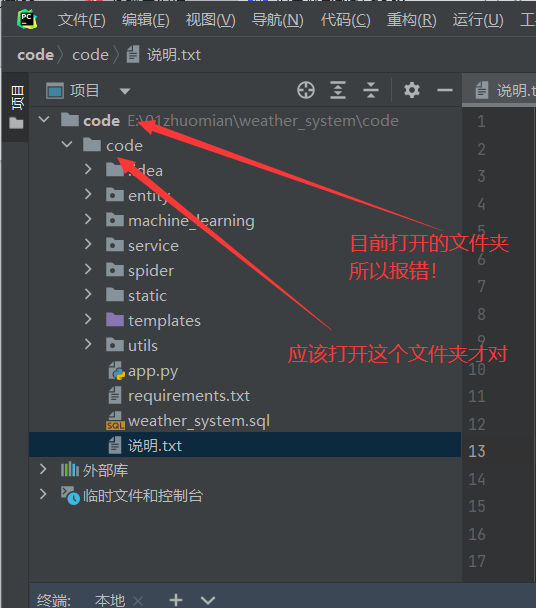 PC
文件(F) 编辑(E) 视图(V) 导航(N) 代码(C) 重构(R) 运行(U)
code code 说明.txt
项目
项目
说明.t
code E:\01zhuomian\weather_system\code
code
.idea
entity
machine_learning
service
spider
static
templates
utils
app.py
requirements.txt
SQL weather_system.sql
说明.txt
外部库
临时文件和控制台
目前打开的文件夹
所以报错！
应该打开这个文件夹才对
1
2
3
4
5
6
7
8
9
10
11
12
13
14
15
16
17
终端: 本地